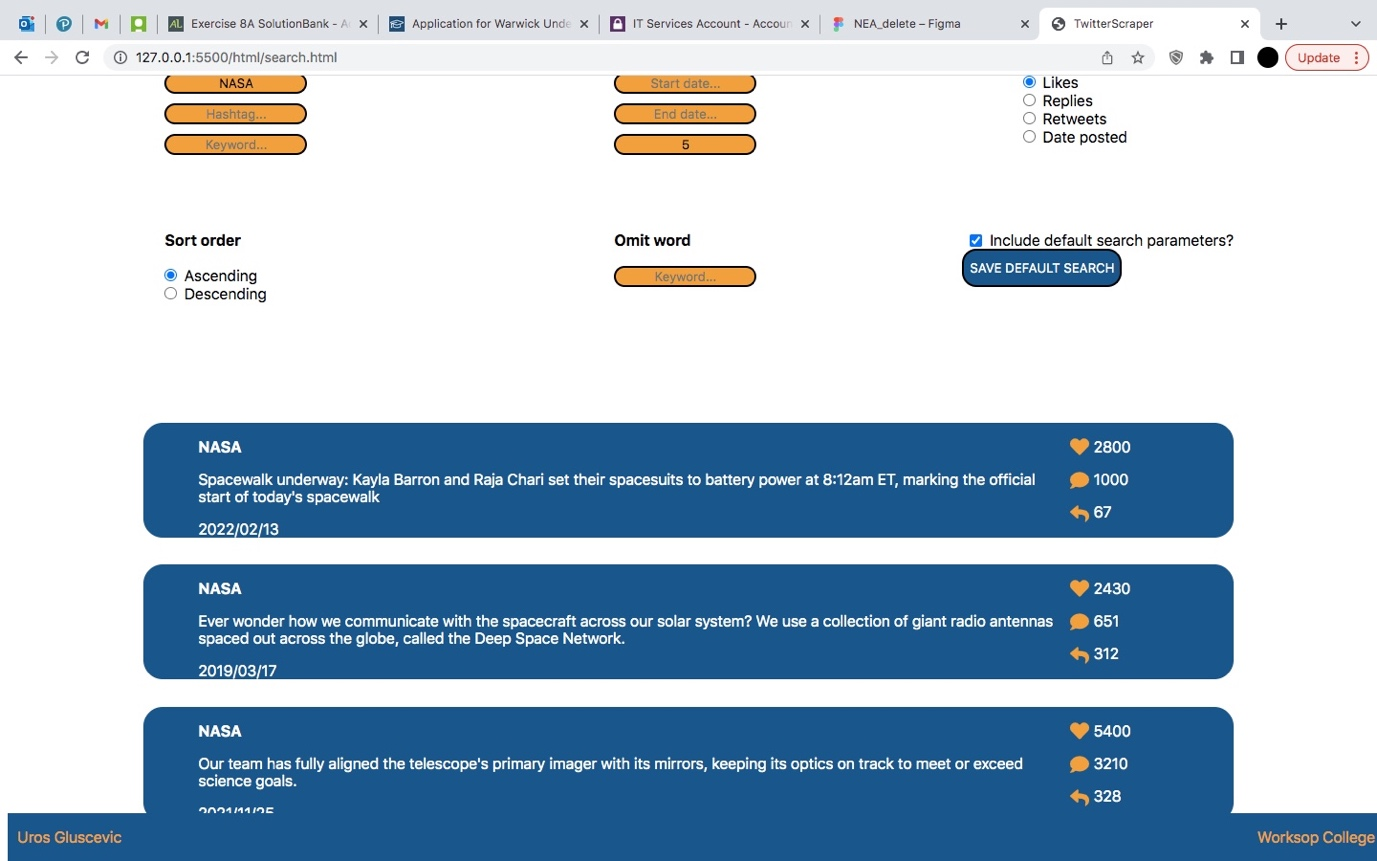 Exercise 8A SolutionBank - A
Application for Warwick Unde
IT Services Account - Accoun
NEA_delete – Figma
TwitterScraper
127.0.0.1:5500/html/search.html
Update
NASA
Start date...
Likes
Hashtag...
End date...
Replies
Retweets
Keyword...
5
Date posted
Sort order
Omit word
Include default search parameters?
Ascending
Keyword...
SAVE DEFAULT SEARCH
Descending
NASA
2800
Spacewalk underway: Kayla Barron and Raja Chari set their spacesuits to battery power at 8:12am ET, marking the official
start of today's spacewalk
1000
67
2022/02/13
NASA
2430
Ever wonder how we communicate with the spacecraft across our solar system? We use a collection of giant radio antennas
spaced out across the globe, called the Deep Space Network.
651
312
2019/03/17
NASA
5400
Our team has fully aligned the telescope's primary imager with its mirrors, keeping its optics on track to meet or exceed
science goals.
3210
328
2021/11/25
Uros Gluscevic
Worksop College